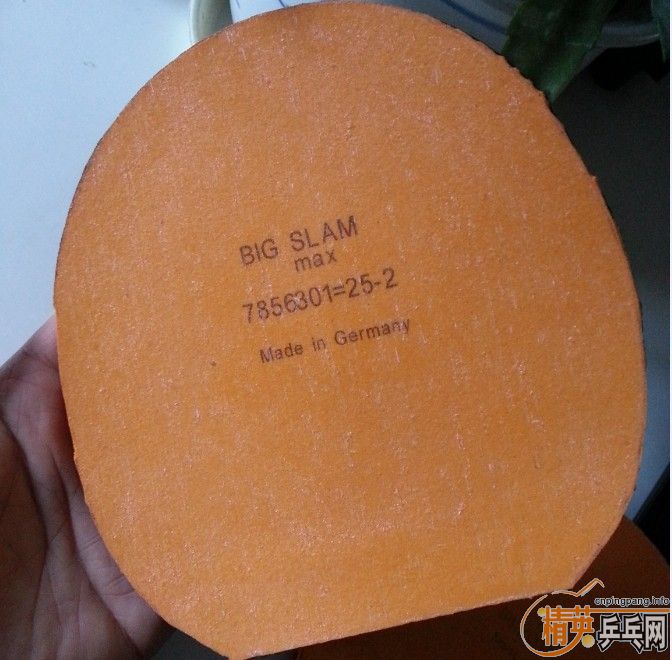 BIG SLAM
max
7856301=25-2
Made in Germany
cnpingpang.info
精英乒乓网